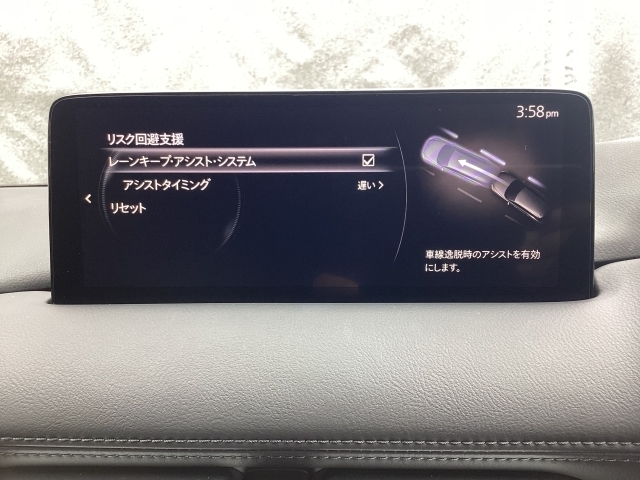 3:58pm
リスク回避支援
レーンキープ・アシスト・システム
アシストタイミング 遅い
リセット
車線逸脱時のアシストを有効
にします。